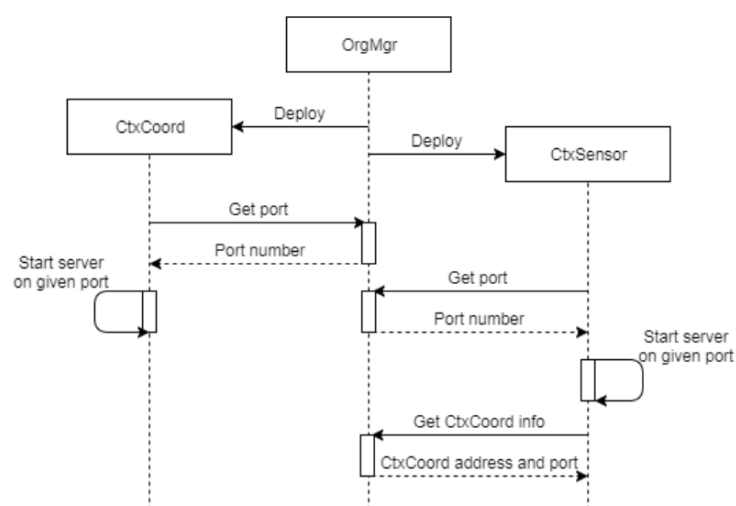 OrgMgr
CtxCoord
Deploy
Deploy
CtxSensor
Get port
Port number
Start server
on given port
Get port
Port number
Start server
on given port
Get CtxCoord info
CtxCoord address and port